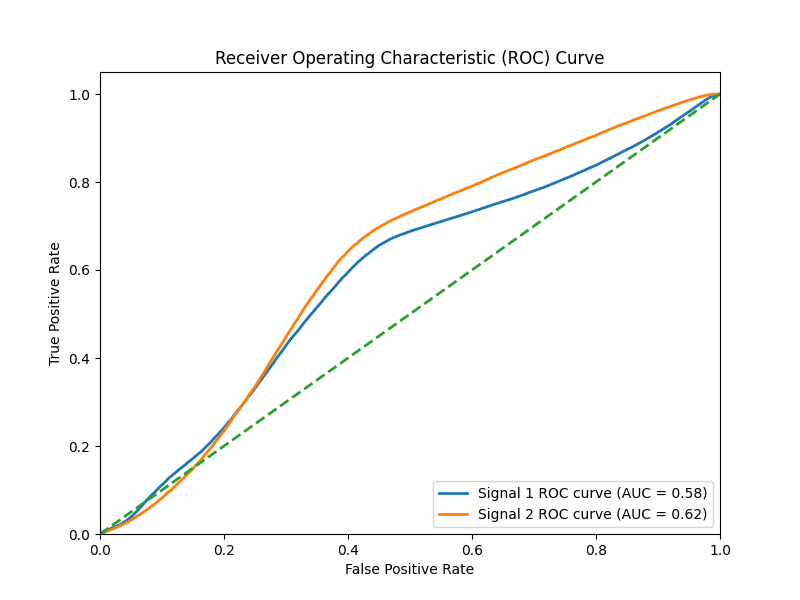 Receiver Operating Characteristic (ROC) Curve
True Positive Rate
1.0
0.8
0.6
0.4
0.2
0.0
0.0 0.2 0.4 0.6 0.8 1.0
False Positive Rate
Signal 1 ROC curve (AUC = 0.58)
Signal 2 ROC curve (AUC = 0.62)